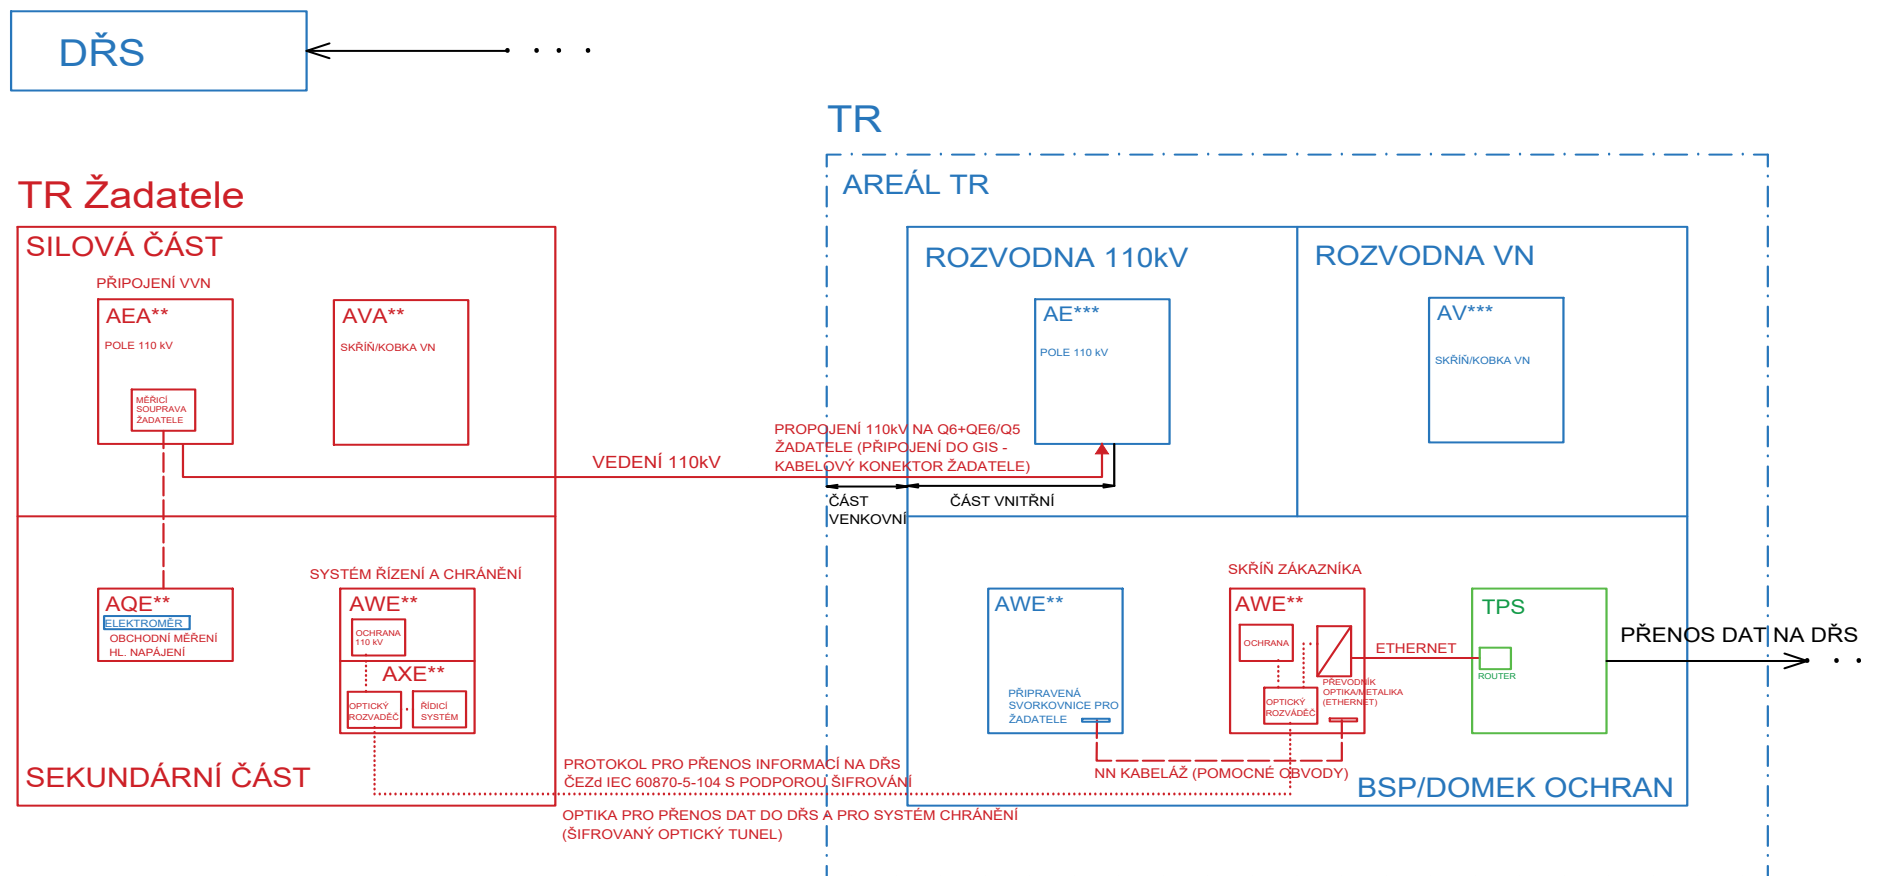 DŘS
TR
AREÁL TR
TR Žadatele
SILOVÁ ČÁST
PŘIPOJENÍ VVN
AEA**
POLE 110 kV
MĚŘICÍ
SOUPRAVA
ŽADATELE
AVA**
SKŘÍŇ/KOBKA VN
VEDENÍ 110kV
PROPOJENÍ 110kV NA Q6+QE6/Q5
ŽADATELE (PŘIPOJENÍ DO GIS -
KABELOVÝ KONEKTOR ŽADATELE)
ČÁST
VENKOVNÍ
ČÁST VNITŘNÍ
ROZVODNA 110kV
AE***
POLE 110 kV
ROZVODNA VN
AV***
SKŘÍŇ/KOBKA VN
AQE**
ELEKTROMĚR
OBCHODNÍ MĚŘENÍ
HL. NAPÁJENÍ
SYSTÉM ŘÍZENÍ A CHRÁNĚNÍ
AWE**
OCHRANA
110 kV
AXE**
OPTICKÝ
ROZVADĚČ
ŘÍDICÍ
SYSTÉM
SEKUNDÁRNÍ ČÁST
PROTOKOL PRO PŘENOS INFORMACÍ NA DŘS
ČEZd IEC 60870-5-104 S PODPOROU ŠIFROVÁNÍ
OPTIKA PRO PŘENOS DAT DO DŘS A PRO SYSTÉM CHRÁNĚNÍ
(ŠIFROVANÝ OPTICKÝ TUNEL)
AWE**
PŘIPRAVENÁ
SVORKOVNICE PRO
ŽADATELE
SKŘÍŇ ZÁKAZNÍKA
AWE**
OCHRANA
OPTICKÝ
ROZVÁDĚČ
PŘEVODNÍK
OPTIKA/METALIKA
(ETHERNET)
ETHERNET
TPS
ROUTER
PŘENOS DAT NA DŘS
NN KABELÁŽ (POMOCNÉ OBVODY)
BSP/DOMEK OCHRAN